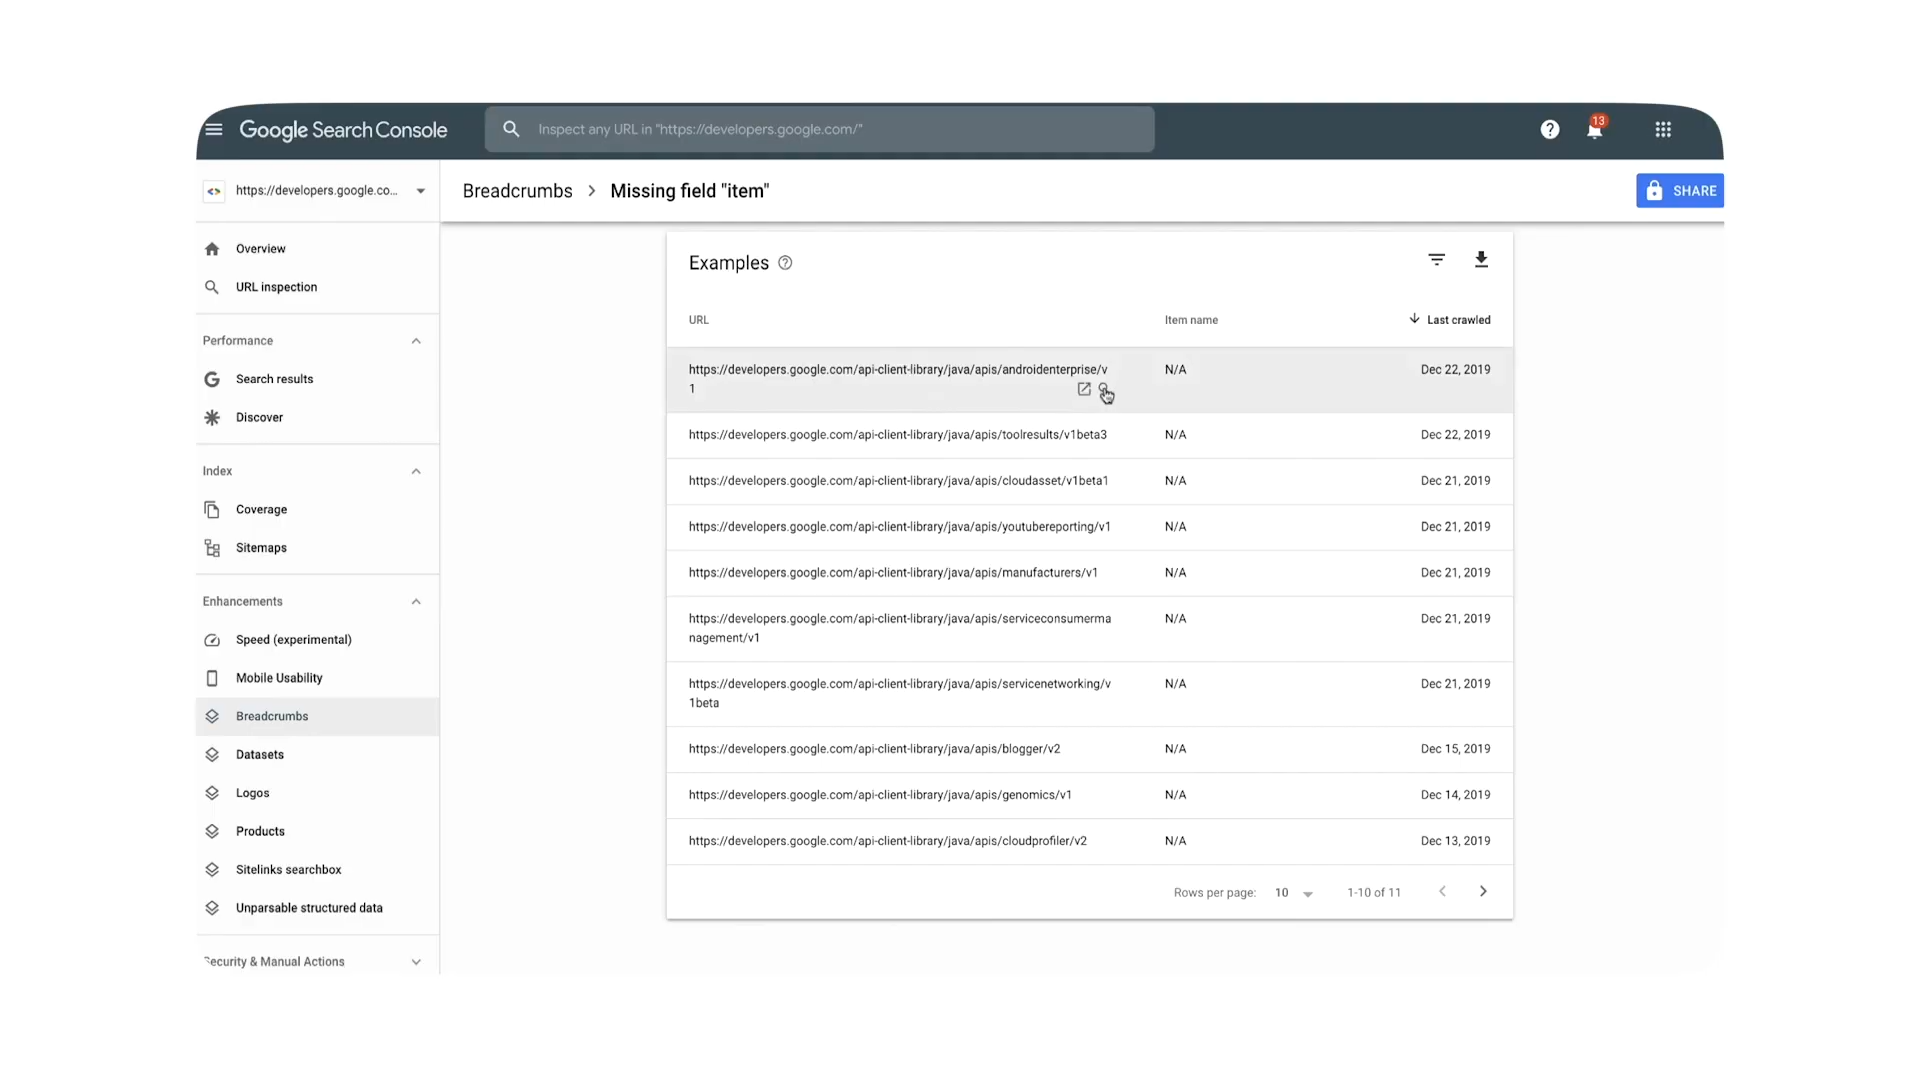 Google Search Console
Inspect any URL in "https://developers.google.com/"
13
https://developers.google.co...
Breadcrumbs > Missing field "item"
SHARE
Overview
URL inspection
Performance
Search results
Discover
Index
Coverage
Sitemaps
Enhancements
Speed (experimental)
Mobile Usability
Breadcrumbs
Datasets
Logos
Products
Sitelinks searchbox
Unparsable structured data
Security & Manual Actions
Examples
URL Item name Last crawled
https://developers.google.com/api-client-library/java/apis/androidenterprise/v N/A Dec 22, 2019
1
https://developers.google.com/api-client-library/java/apis/toolresults/v1beta3 N/A Dec 22, 2019
https://developers.google.com/api-client-library/java/apis/cloudasset/v1beta1 N/A Dec 21, 2019
https://developers.google.com/api-client-library/java/apis/youtubereporting/v1 N/A Dec 21, 2019
https://developers.google.com/api-client-library/java/apis/manufacturers/v1 N/A Dec 21, 2019
https://developers.google.com/api-client-library/java/apis/serviceconsumerma N/A Dec 21, 2019
nagement/v1
https://developers.google.com/api-client-library/java/apis/servicenetworking/v N/A Dec 21, 2019
1beta
https://developers.google.com/api-client-library/java/apis/blogger/v2 N/A Dec 15, 2019
https://developers.google.com/api-client-library/java/apis/genomics/v1 N/A Dec 14, 2019
https://developers.google.com/api-client-library/java/apis/cloudprofiler/v2 N/A Dec 13, 2019
Rows per page: 10 1-10 of 11